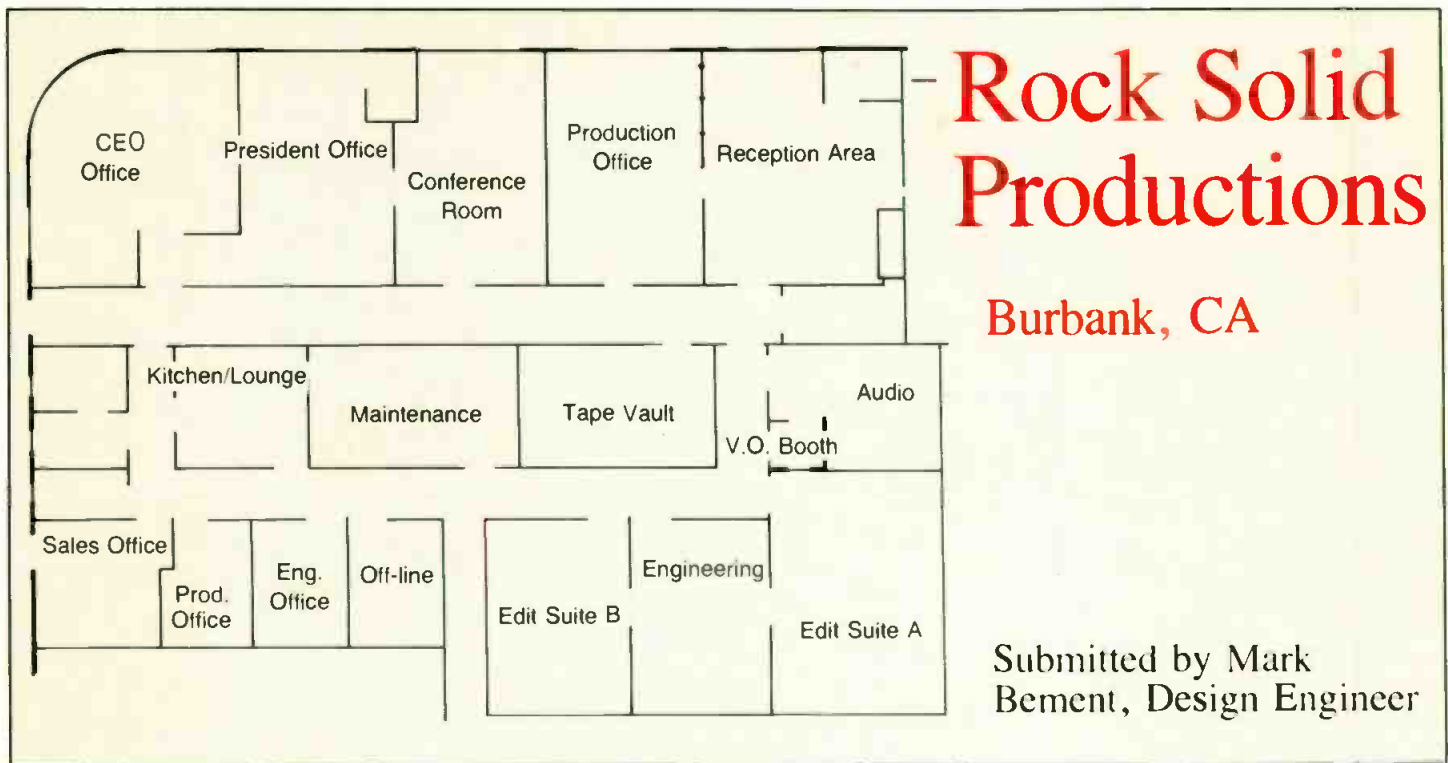 Rock Solid
Productions
Burbank, CA
Submitted by Mark
Bement, Design Engineer
CEO
Office
President Office
Conference
Room
Production
Office
Reception Area
Kitchen/Lounge
Maintenance
Tape Vault
V.O. Booth
Audio
Sales Office
Prod.
Office
Eng.
Office
Off-line
Edit Suite B
Engineering
Edit Suite A